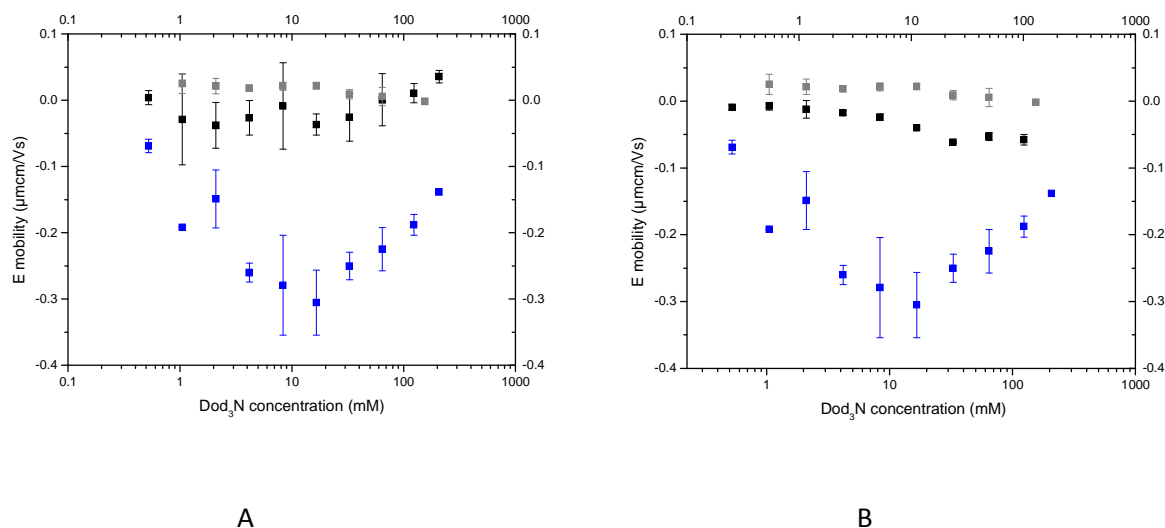 0.1 1 10 100 1000
0.1 0.1
0.0 0.0
-0.1 -0.1
-0.2 -0.2
-0.3 -0.3
-0.4 -0.4
0.1 1 10 100 1000
E mobility (µmcm/Vs)
Dod₃N concentration (mM)
A
0.1 1 10 100 1000
0.1 0.1
0.0 0.0
-0.1 -0.1
-0.2 -0.2
-0.3 -0.3
-0.4 -0.4
1 10 100 1000
E mobility (µmcm/Vs)
Dod₃N concentration (mM)
B